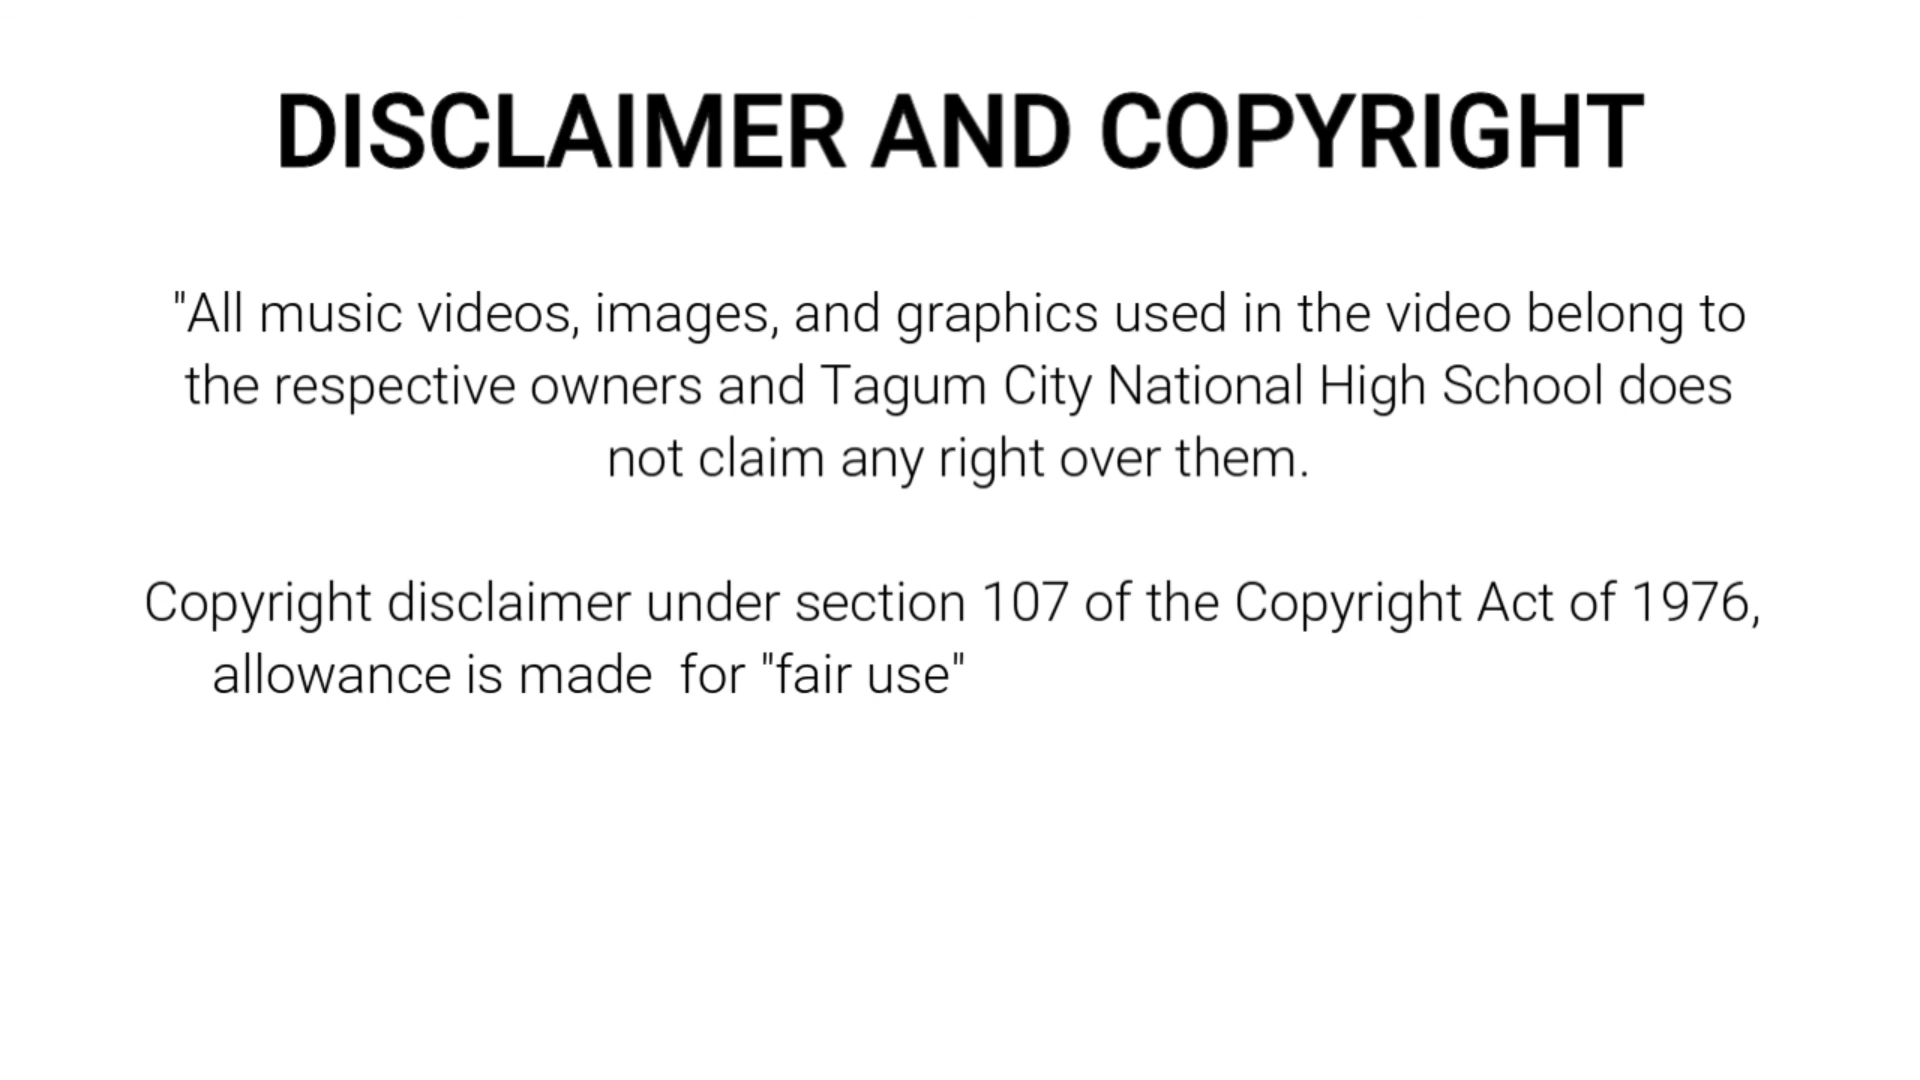 DISCLAIMER AND COPYRIGHT
"All music videos, images, and graphics used in the video belong to
the respective owners and Tagum City National High School does
not claim any right over them.
Copyright disclaimer under section 107 of the Copyright Act of 1976,
allowance is made  for "fair use"